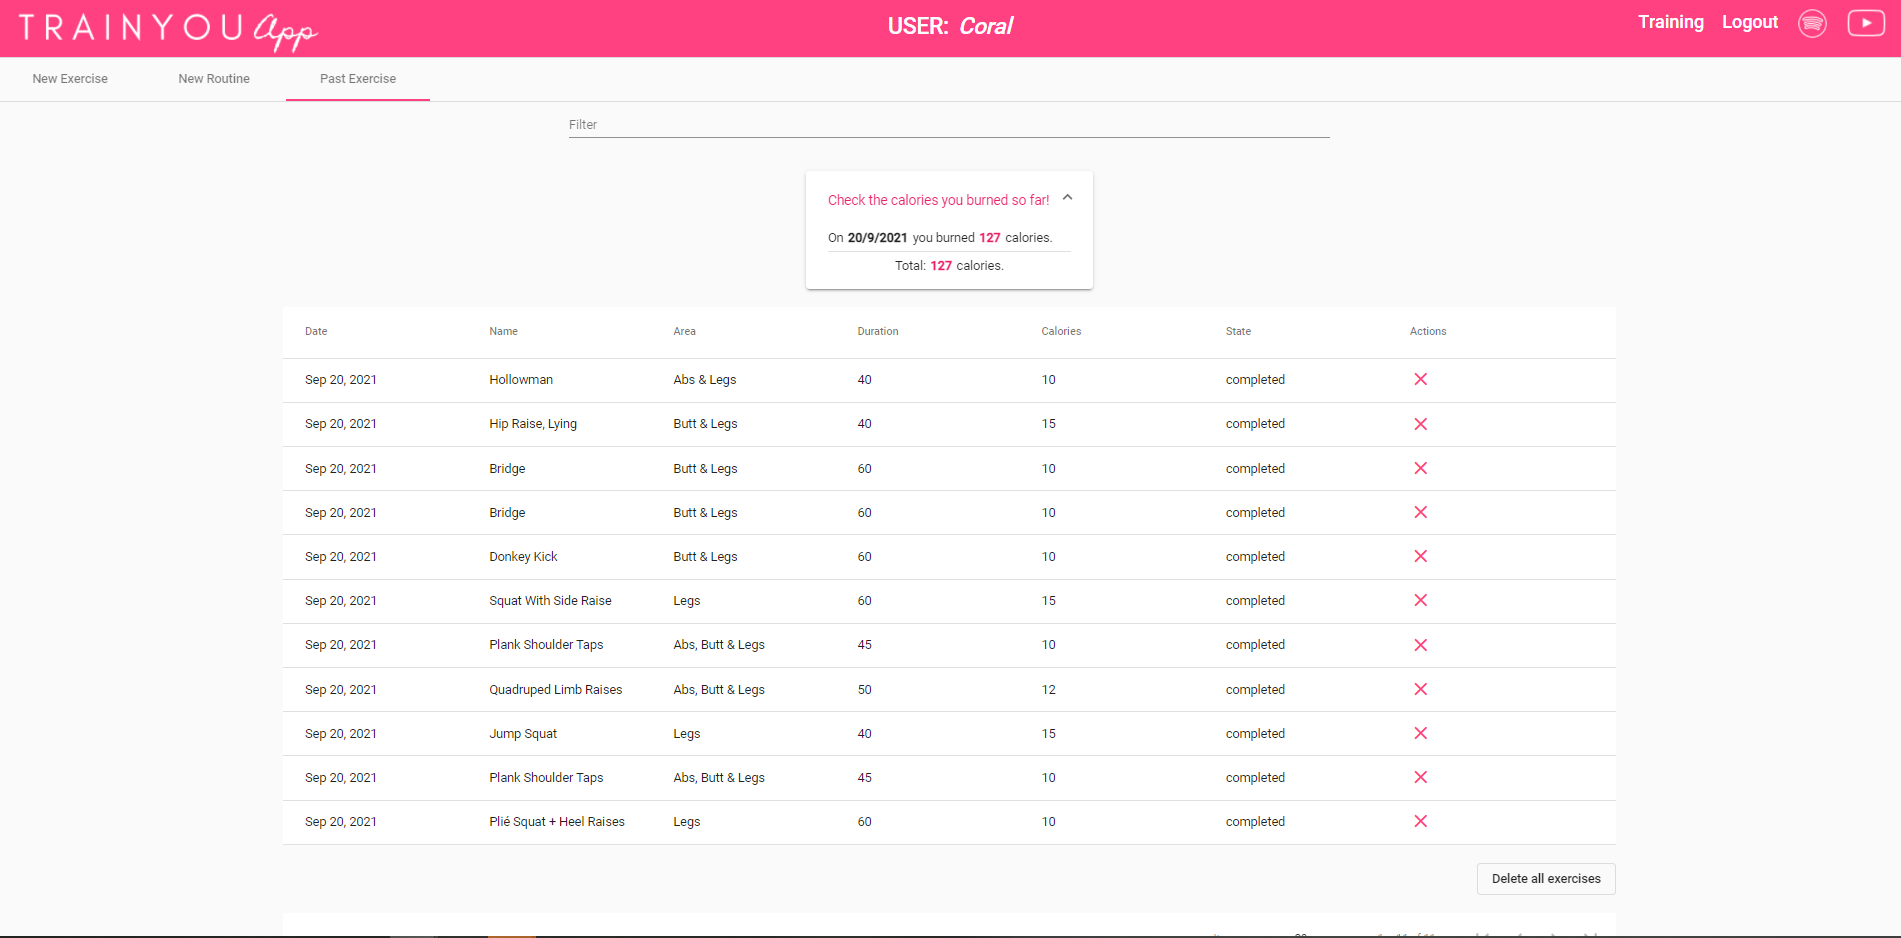 TRAINYOU App
USER: Coral
Training Logout
New Exercise New Routine Past Exercise
Filter
Check the calories you burned so far!
On 20/9/2021 you burned 127 calories.
Total: 127 calories.
Date Name Area Duration Calories State Actions
Sep 20, 2021 Hollowman Abs & Legs 40 10 completed
Sep 20, 2021 Hip Raise, Lying Butt & Legs 40 15 completed
Sep 20, 2021 Bridge Butt & Legs 60 10 completed
Sep 20, 2021 Bridge Butt & Legs 60 10 completed
Sep 20, 2021 Donkey Kick Butt & Legs 60 10 completed
Sep 20, 2021 Squat With Side Raise Legs 60 15 completed
Sep 20, 2021 Plank Shoulder Taps Abs, Butt & Legs 45 10 completed
Sep 20, 2021 Quadruped Limb Raises Abs, Butt & Legs 50 12 completed
Sep 20, 2021 Jump Squat Legs 40 15 completed
Sep 20, 2021 Plank Shoulder Taps Abs, Butt & Legs 45 10 completed
Sep 20, 2021 Plié Squat + Heel Raises Legs 60 10 completed
Delete all exercises